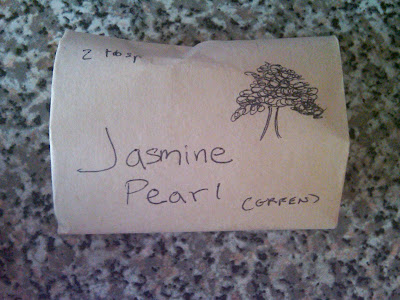 2 tbsp
Jasmine
Pearl (GREEN)